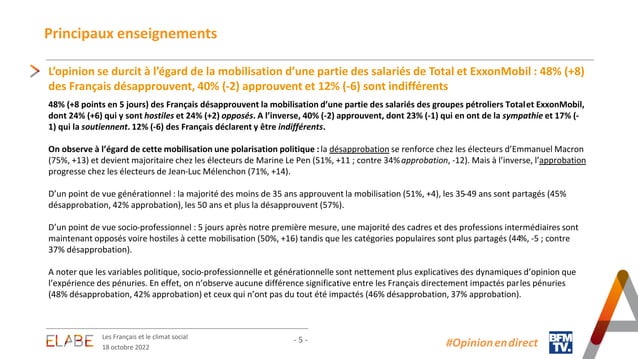 Principaux enseignements
L’opinion se durcit à l’égard de la mobilisation d’une partie des salariés de Total et ExxonMobil : 48% (+8)
des Français désapprouvent, 40% (-2) approuvent et 12% (-6) sont indifférents
48% (+8 points en 5 jours) des Français désapprouvent la mobilisation d’une partie des salariés des groupes pétroliers Total et ExxonMobil,
dont 24% (+6) qui y sont hostiles et 24% (+2) opposés. A l’inverse, 40% (-2) approuvent, dont 23% (-1) qui en ont de la sympathie et 17% (-
1) qui la soutiennent. 12% (-6) des Français déclarent y être indifférents.
On observe à l’égard de cette mobilisation une polarisation politique : la désapprobation se renforce chez les électeurs d’Emmanuel Macron
(75%, +13) et devient majoritaire chez les électeurs de Marine Le Pen (51%, +11 ; contre 34% approbation, -12). Mais à l’inverse, l’approbation
progresse chez les électeurs de Jean-Luc Mélenchon (71%, +14).
D’un point de vue générationnel : la majorité des moins de 35 ans approuvent la mobilisation (51%, +4), les 35-49 ans sont partagés (45%
désapprobation, 42% approbation), les 50 ans et plus la désapprouvent (57%).
D’un point de vue socio-professionnel : 5 jours après notre première mesure, une majorité des cadres et des professions intermédiaires sont
maintenant opposés voire hostiles à cette mobilisation (50%, +16) tandis que les catégories populaires sont plus partagés (44%, -5 ; contre
37% désapprobation).
A noter que les variables politique, socio-professionnelle et générationnelle sont nettement plus explicatives des dynamiques d’opinion que
l’expérience des pénuries. En effet, on n’observe aucune différence significative entre les Français directement impactés par les pénuries
(48% désapprobation, 42% approbation) et ceux qui n’ont pas du tout été impactés (46% désapprobation, 37% approbation).
ELABE
Les Français et le climat social
18 octobre 2022
- 5 -
#Opinion en direct
BFM
TV.